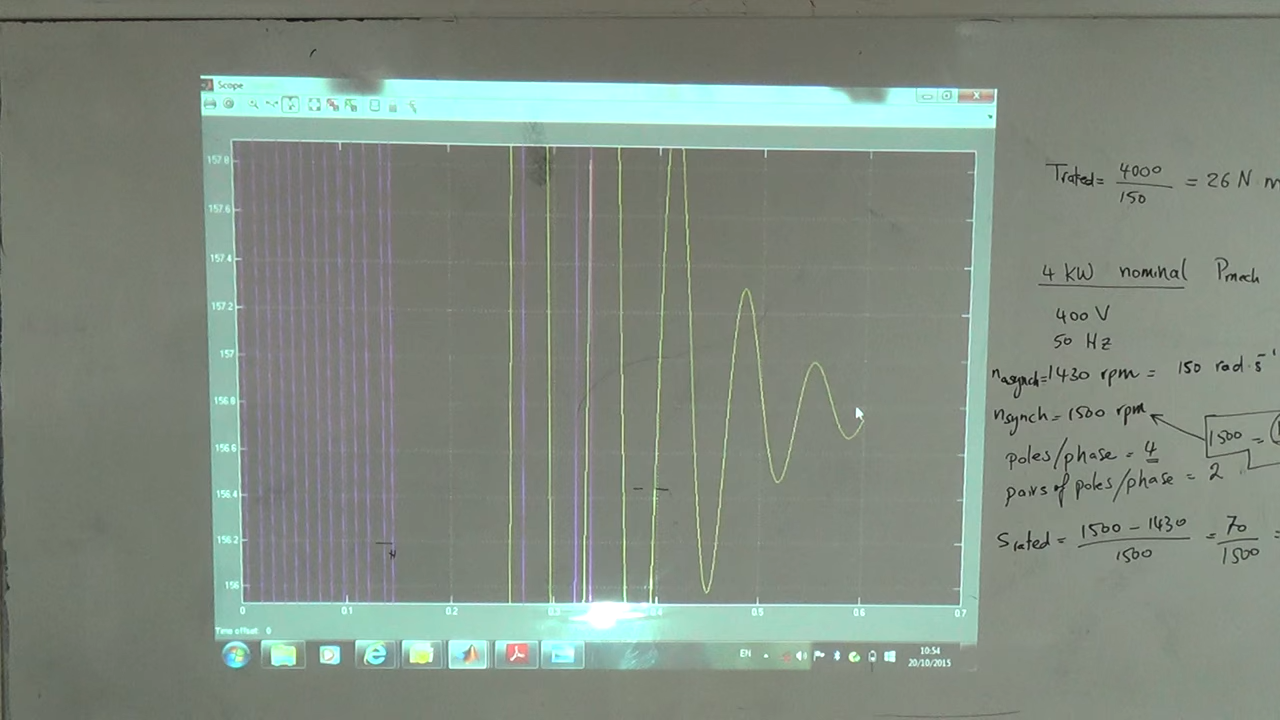 Scope
157.8
157.6
157.4
157.2
157
156.8
156.6
156.4
156.2
156
0 0.1 0.2 0.3 0.4 0.5 0.6 0.7
Time offset: 0
EN
10:54
20/10/2015
Trated = 4000 / 150 = 26 N m
4 KW nominal Pmech
400 V
50 Hz
nasynch = 1430 rpm = 150 rad·s⁻¹
nsynch = 1500 rpm
1500 =
poles/phase = 4
pairs of poles/phase = 2
Srated = 1500 - 1430 / 1500 = 70 / 1500 =